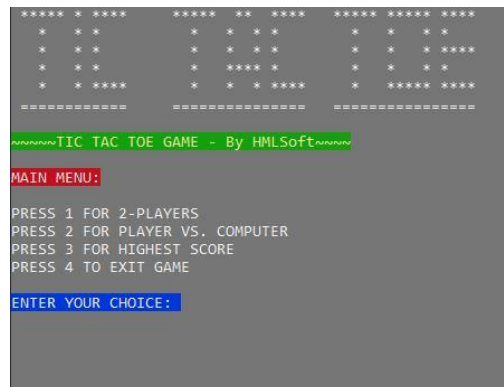 ***** * ****     *****  **  ****   ***** ***** ****
  *   * *          *   *  * *        *   *   * *
  *   * *          *   *  * *        *   *   * ****
  *   * *          *   **** *        *   *   * *
  *   * ****       *   *  * ****     *   ***** ****
============     ===============   ================
~~~~~TIC TAC TOE GAME - By HMLSoft~~~~
MAIN MENU:
PRESS 1 FOR 2-PLAYERS
PRESS 2 FOR PLAYER VS. COMPUTER
PRESS 3 FOR HIGHEST SCORE
PRESS 4 TO EXIT GAME
ENTER YOUR CHOICE: